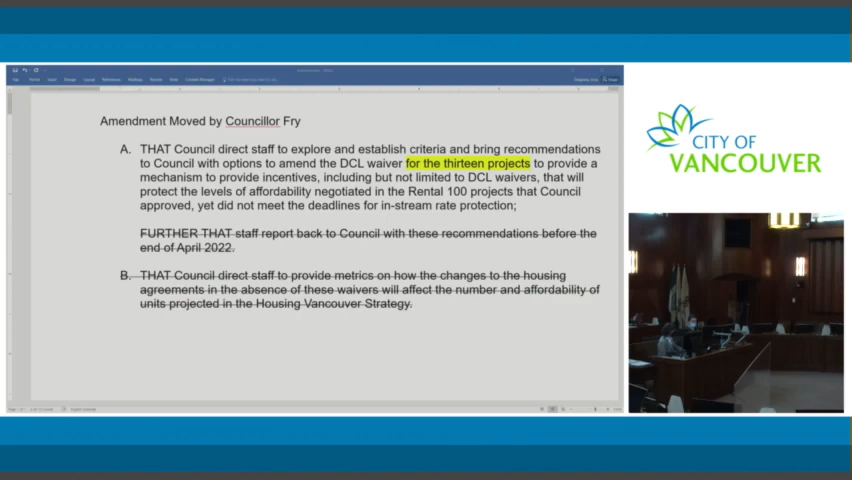 Amendment Moved by Councillor Fry
A. THAT Council direct staff to explore and establish criteria and bring recommendations
to Council with options to amend the DCL waiver for the thirteen projects to provide a
mechanism to provide incentives, including but not limited to DCL waivers, that will
protect the levels of affordability negotiated in the Rental 100 projects that Council
approved, yet did not meet the deadlines for in-stream rate protection;
FURTHER THAT staff report back to Council with these recommendations before the
end of April 2022.
B. THAT Council direct staff to provide metrics on how the changes to the housing
agreements in the absence of these waivers will affect the number and affordability of
units projected in the Housing Vancouver Strategy.
CITY OF
VANCOUVER